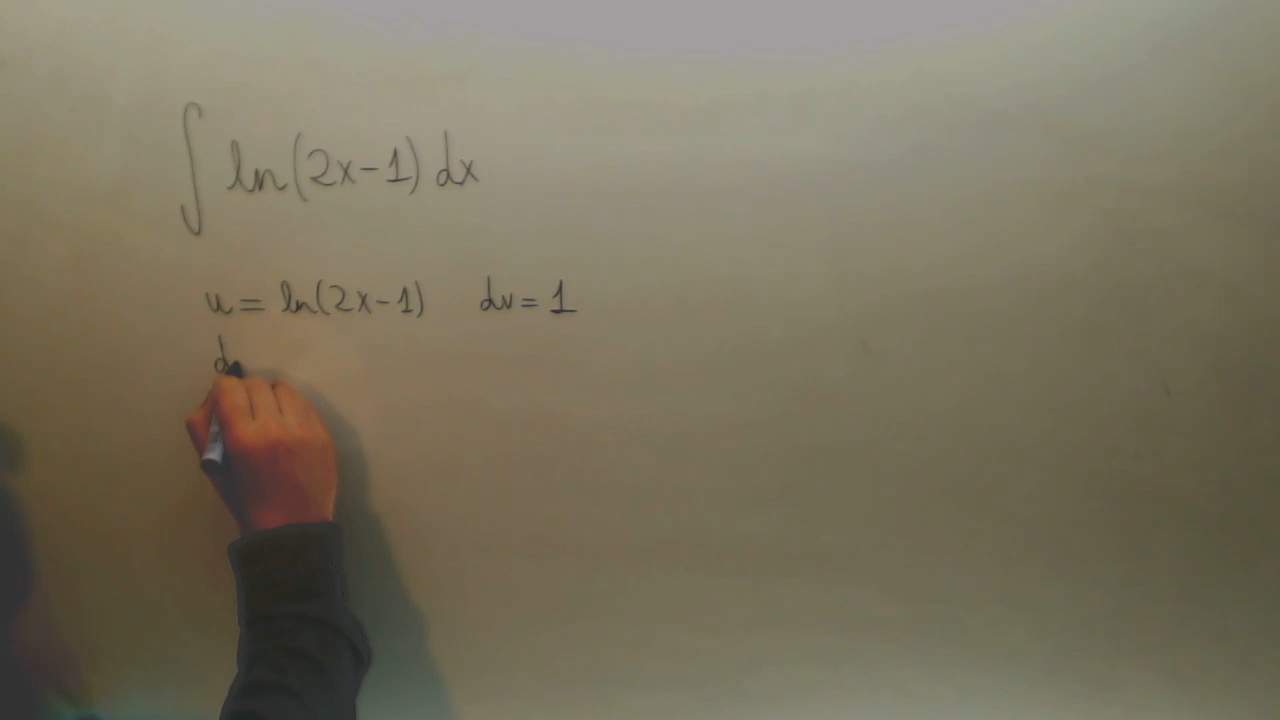 ∫ ln(2x-1) dx
u = ln(2x-1) dv = 1
d